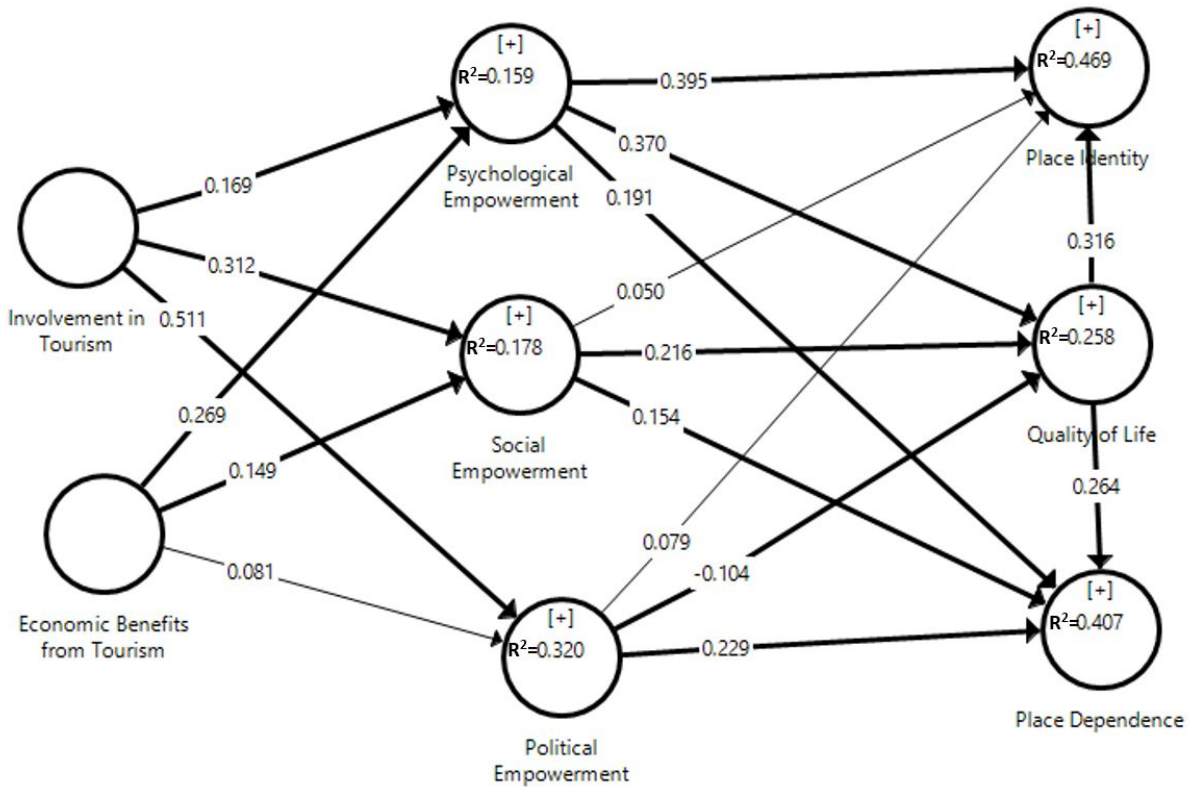 [+]
R²=0.159
Psychological
Empowerment
[+]
R²=0.469
Place Identity
0.395
0.370
0.191
0.169
0.312
0.511
Involvement in
Tourism
0.316
0.050
[+]
R²=0.178
Social
Empowerment
0.216
0.154
[+]
R²=0.258
Quality of Life
0.269
0.149
0.081
Economic Benefits
from Tourism
0.264
0.079
-0.104
0.229
[+]
R²=0.320
Political
Empowerment
[+]
R²=0.407
Place Dependence